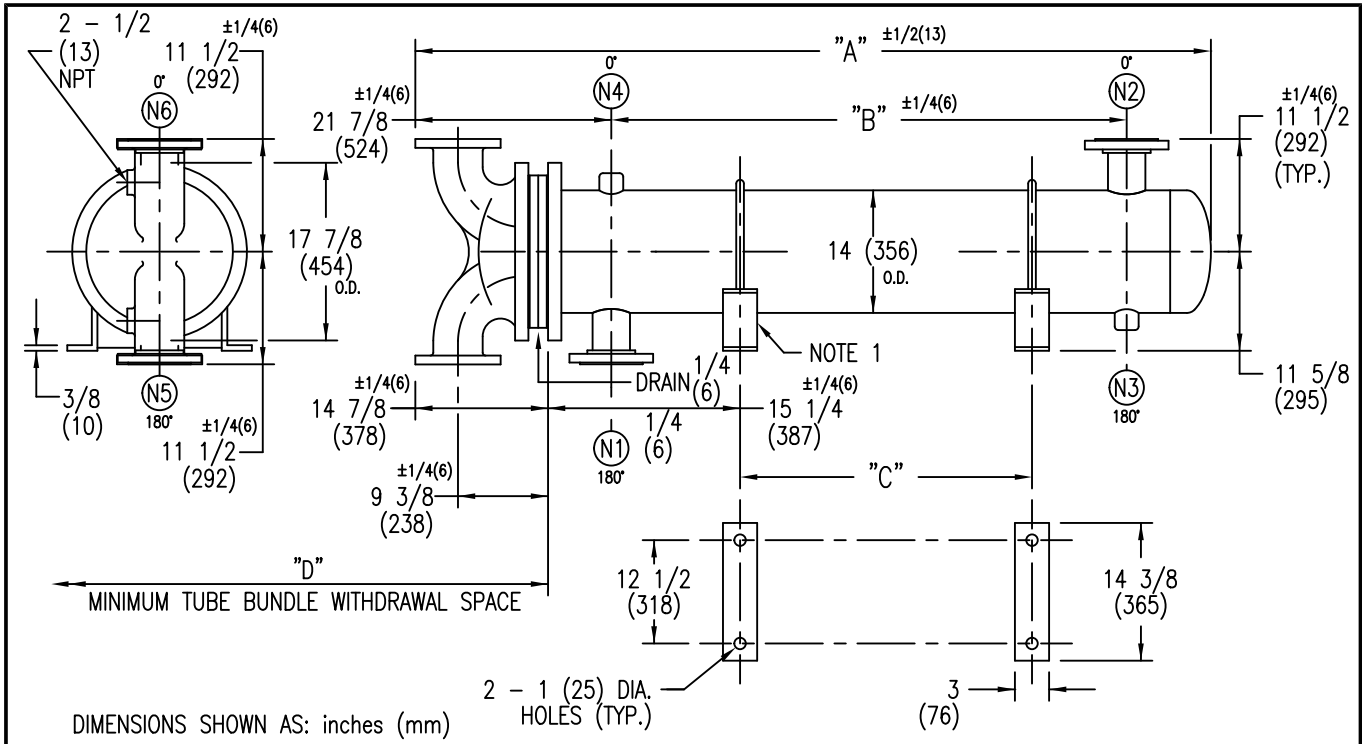 2 - 1/2
(13)
NPT
±1/4(6)
11 1/2
(292)
0°
N6
17 7/8
(454)
O.D.
3/8
(10)
N5
180°
±1/4(6)
11 1/2
(292)
"A" ±1/2(13)
±1/4(6)
21 7/8
(524)
0°
N4
"B" ±1/4(6)
0°
N2
±1/4(6)
11 1/2
(292)
(TYP.)
14 (356)
O.D.
NOTE 1
DRAIN
1/4
(6)
±1/4(6)
14 7/8
(378)
1/4
(6)
±1/4(6)
15 1/4
(387)
N1
180°
N3
180°
11 5/8
(295)
±1/4(6)
9 3/8
(238)
"C"
"D"
MINIMUM TUBE BUNDLE WITHDRAWAL SPACE
12 1/2
(318)
14 3/8
(365)
2 - 1 (25) DIA.
HOLES (TYP.)
3
(76)
DIMENSIONS SHOWN AS: inches (mm)